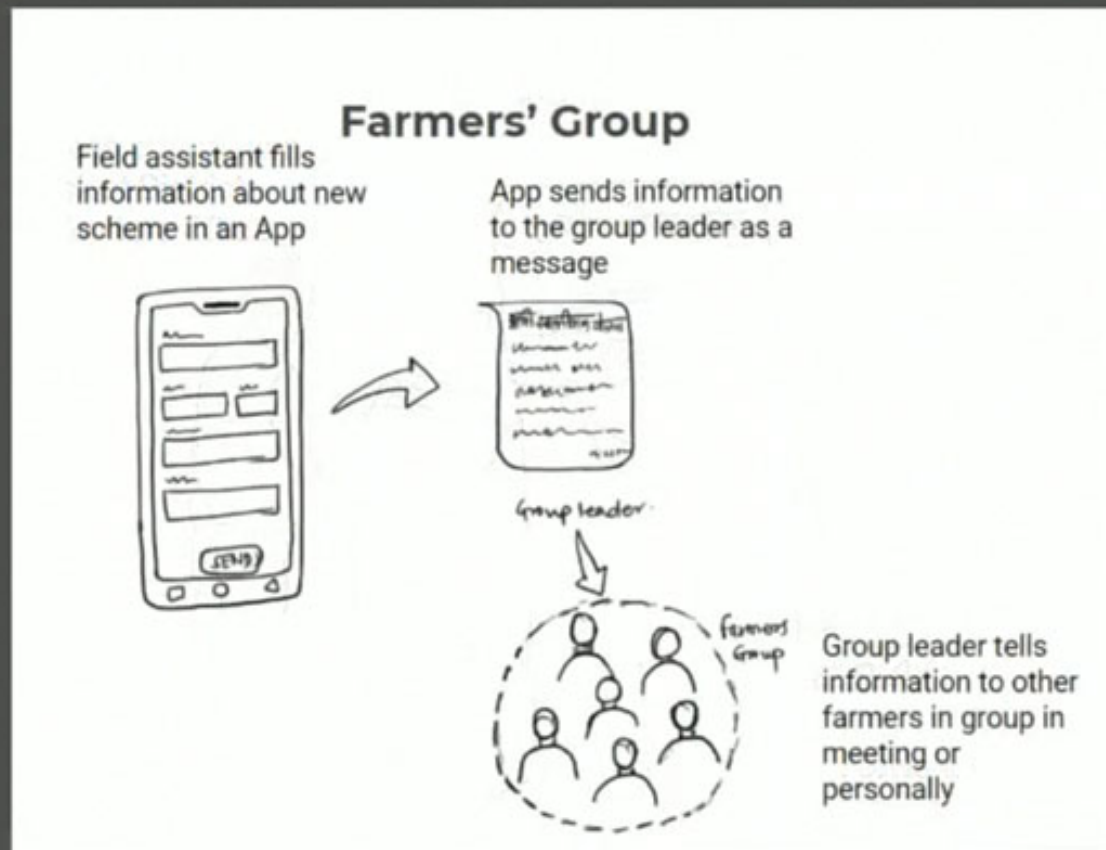 Farmers' Group
Field assistant fills
information about new
scheme in an App
App sends information
to the group leader as a
message
SEND
Group leader
farmers
Group
Group leader tells
information to other
farmers in group in
meeting or
personally